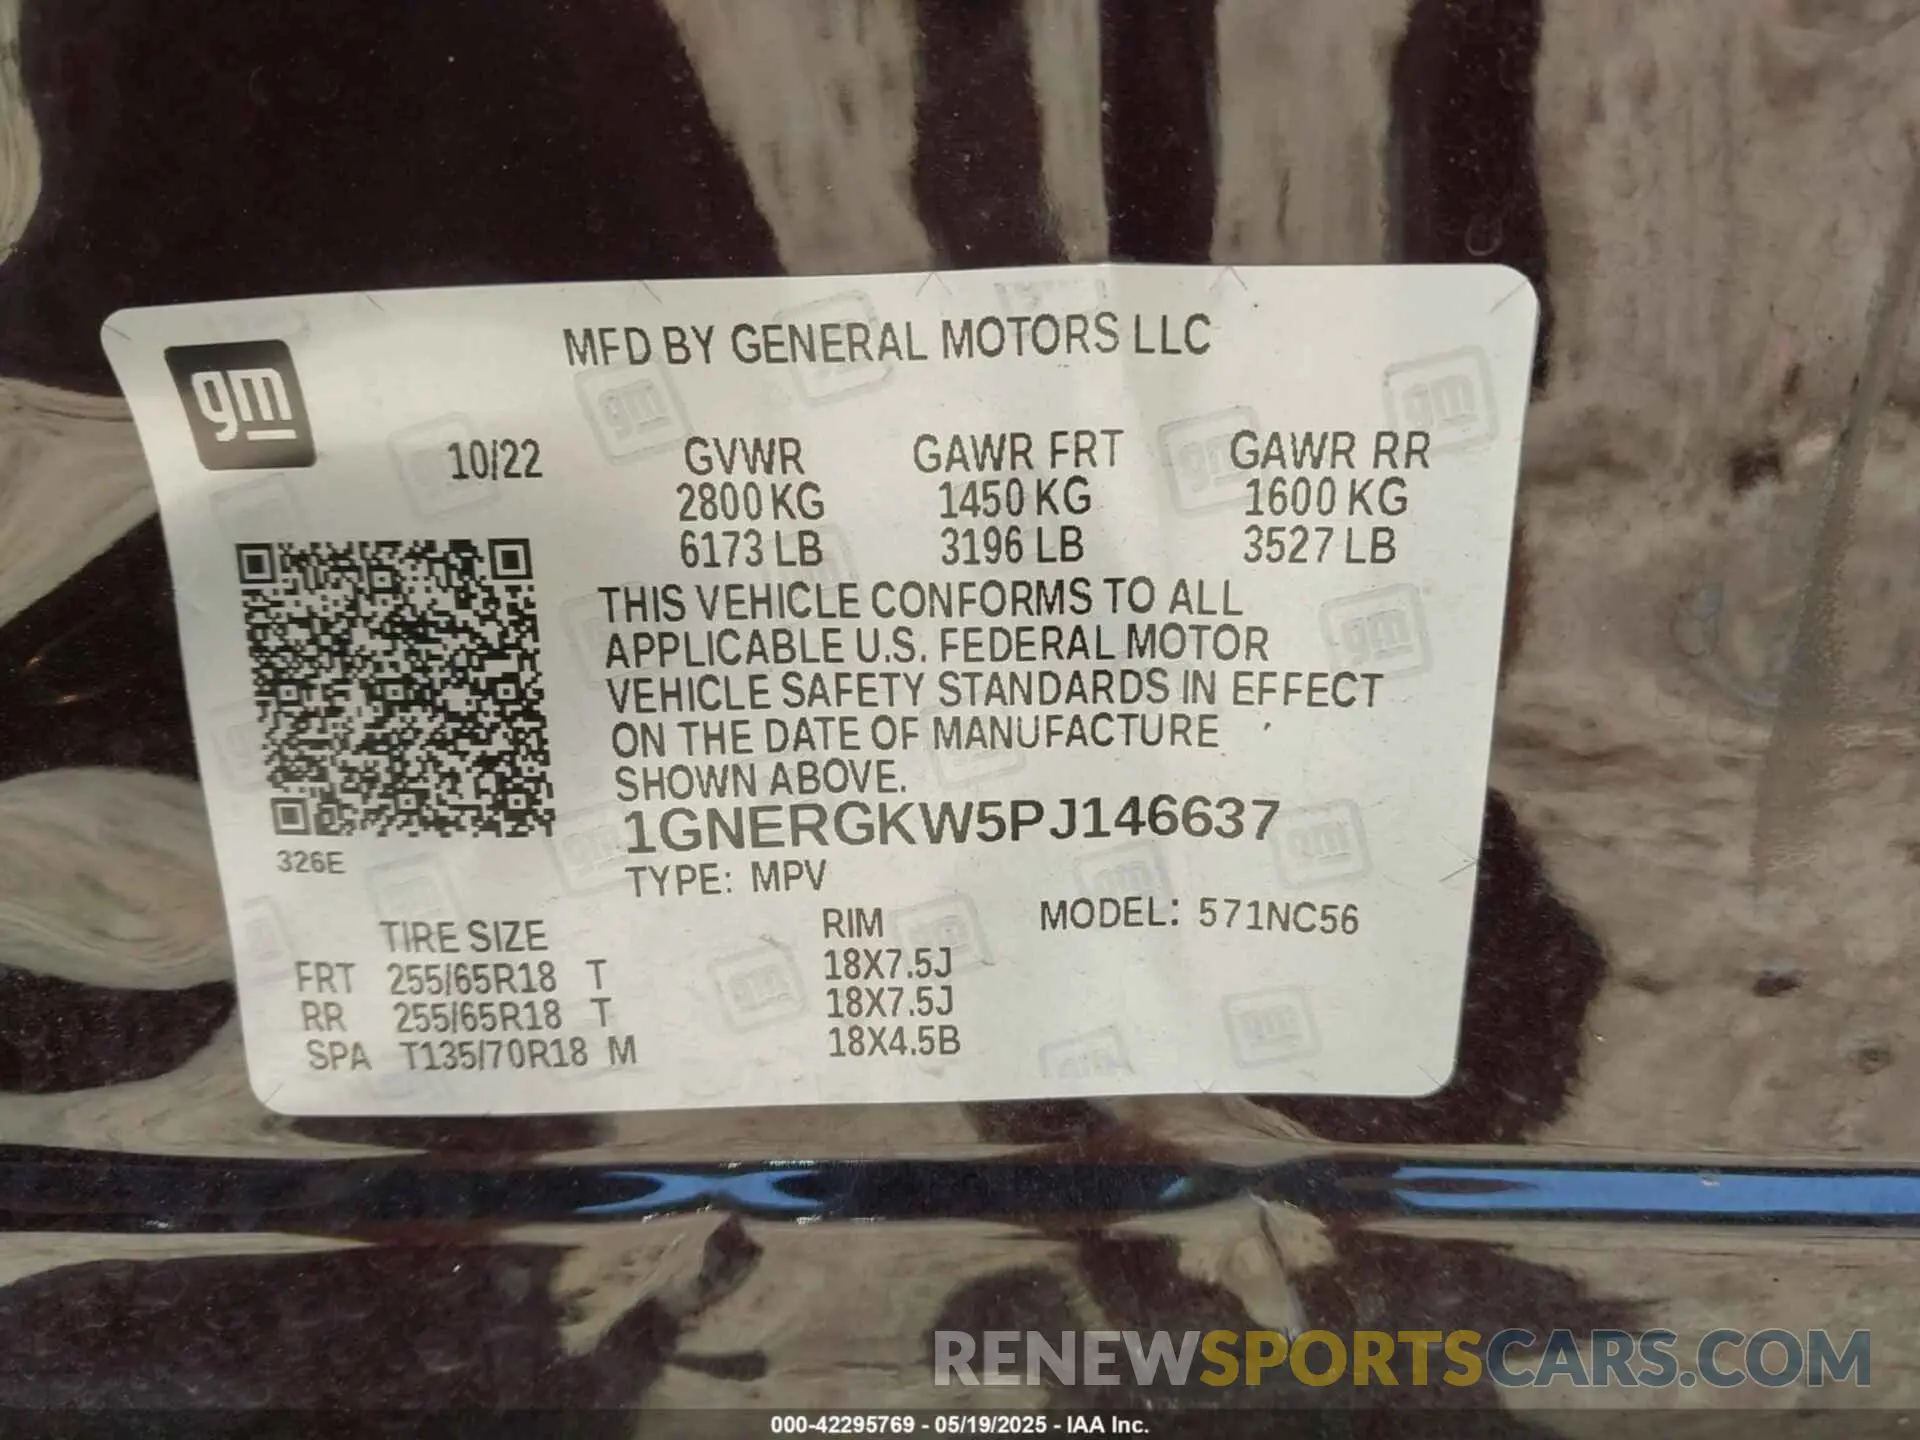 MFD BY GENERAL MOTORS LLC
gm
10/22 GVWR GAWR FRT GAWR RR
2800 KG 1450 KG 1600 KG
6173 LB 3196 LB 3527 LB
THIS VEHICLE CONFORMS TO ALL
APPLICABLE U.S. FEDERAL MOTOR
VEHICLE SAFETY STANDARDS IN EFFECT
ON THE DATE OF MANUFACTURE
SHOWN ABOVE.
1GNERGKW5PJ146637
326E
TYPE: MPV
TIRE SIZE RIM MODEL: 571NC56
FRT 255/65R18 T 18X7.5J
RR 255/65R18 T 18X7.5J
SPA T135/70R18 M 18X4.5B
RENEWSPORTSCARS.COM
000-42295769 - 05/19/2025 - IAA Inc.